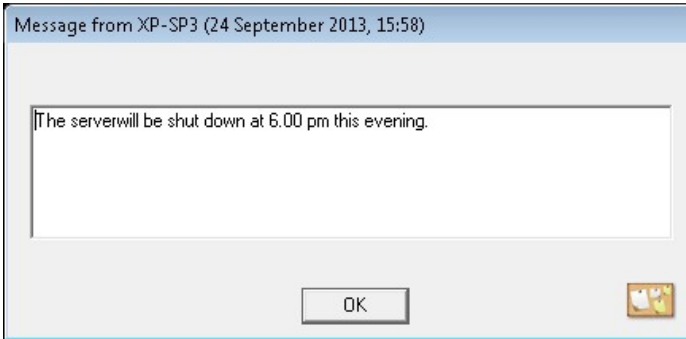 Message from XP-SP3 (24 September 2013, 15:58)
The serverwill be shut down at 6.00 pm this evening.
OK